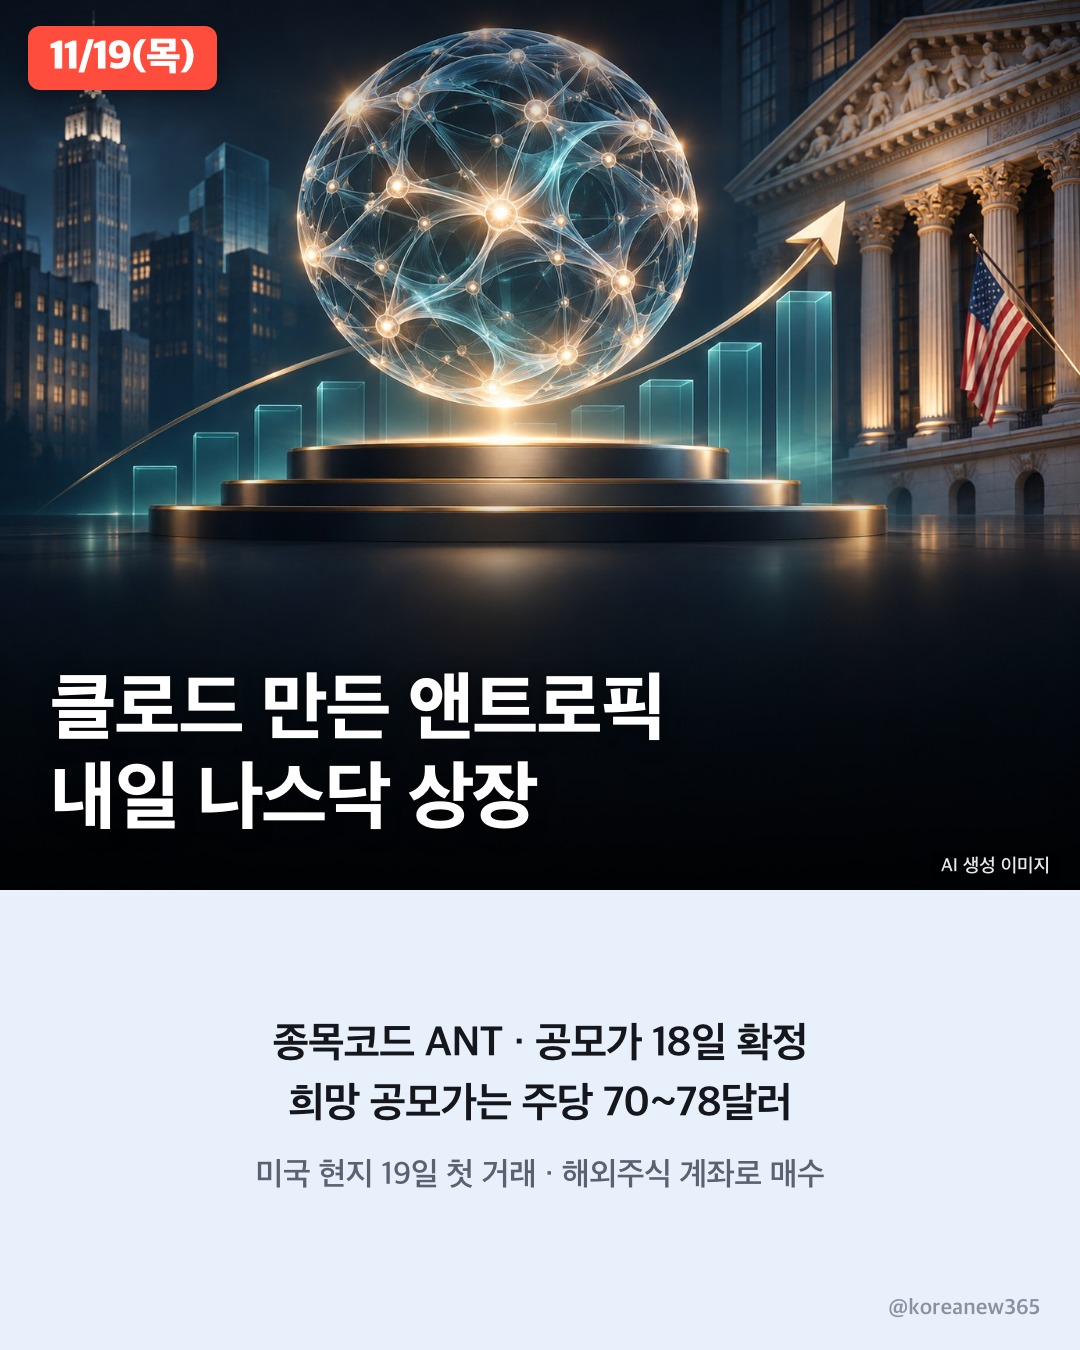 11/19(목)
클로드 만든 앤트로픽
내일 나스닥 상장
AI 생성 이미지
종목코드 ANT · 공모가 18일 확정
희망 공모가는 주당 70~78달러
미국 현지 19일 첫 거래 · 해외주식 계좌로 매수
@koreanew365